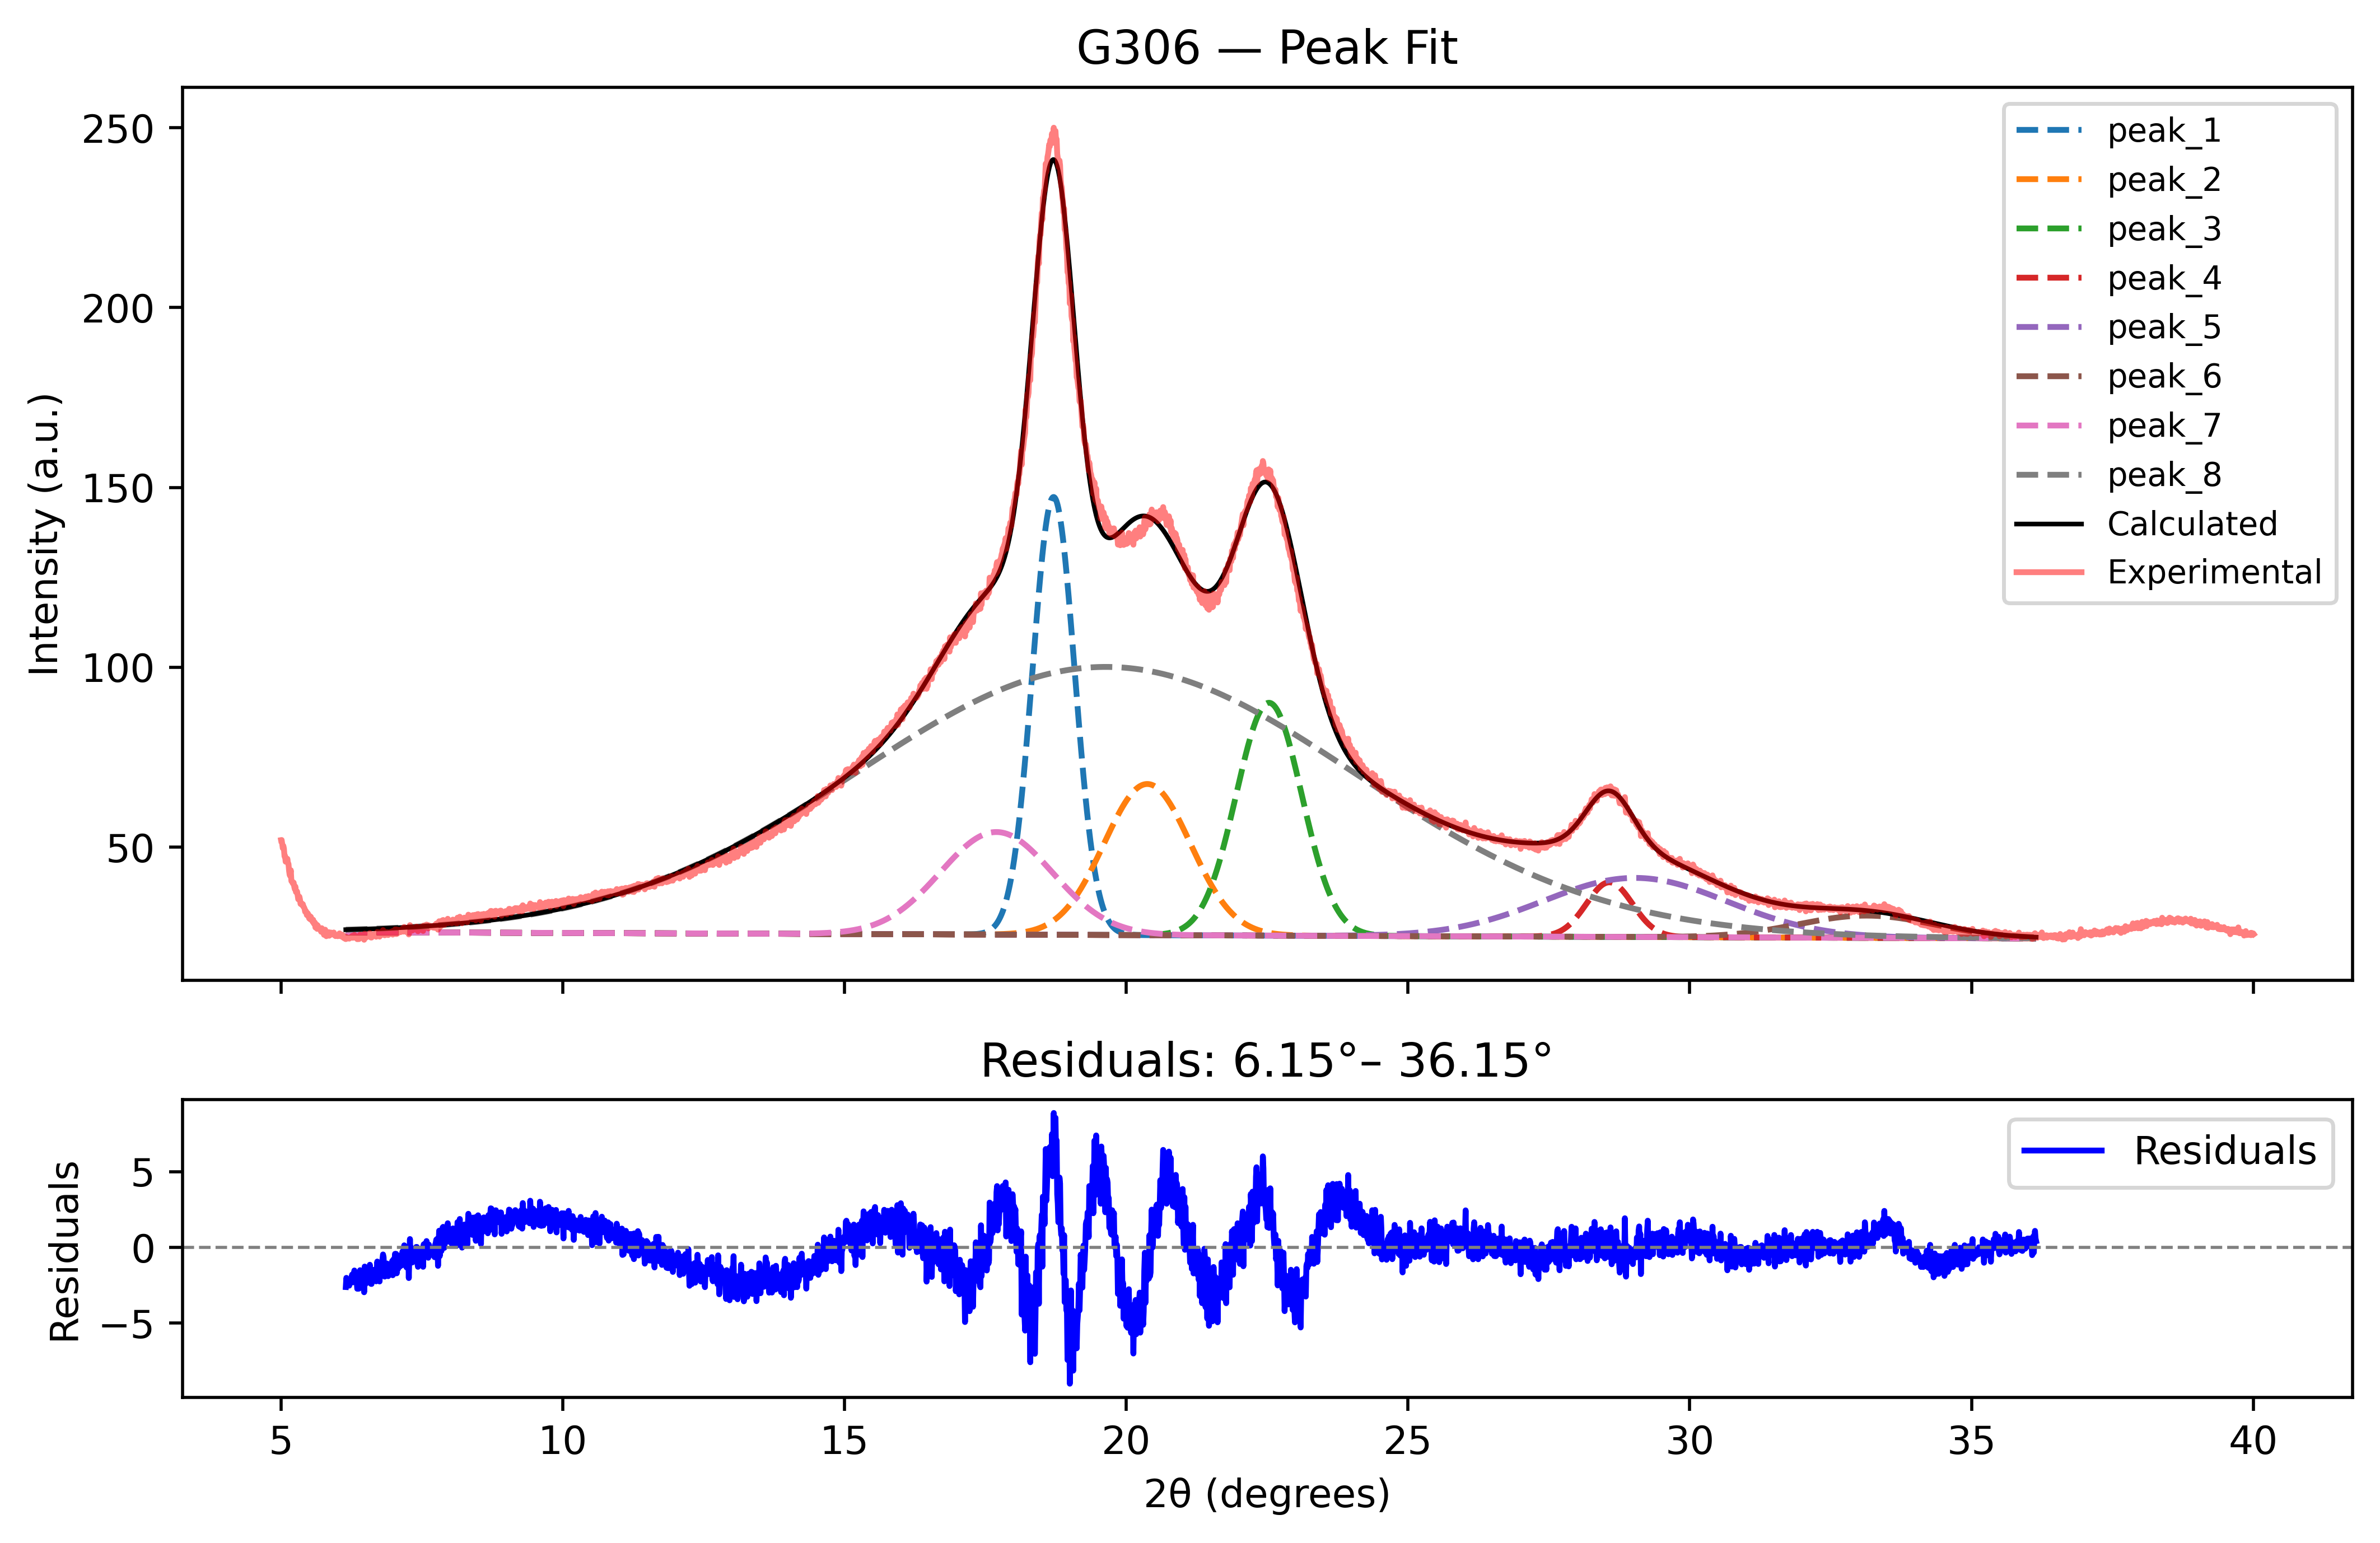 G306 — Peak Fit
Intensity (a.u.)
250
200
150
100
50
peak_1
peak_2
peak_3
peak_4
peak_5
peak_6
peak_7
peak_8
Calculated
Experimental
Residuals: 6.15°– 36.15°
Residuals
5
0
−5
Residuals
5
10
15
20
25
30
35
40
2θ (degrees)